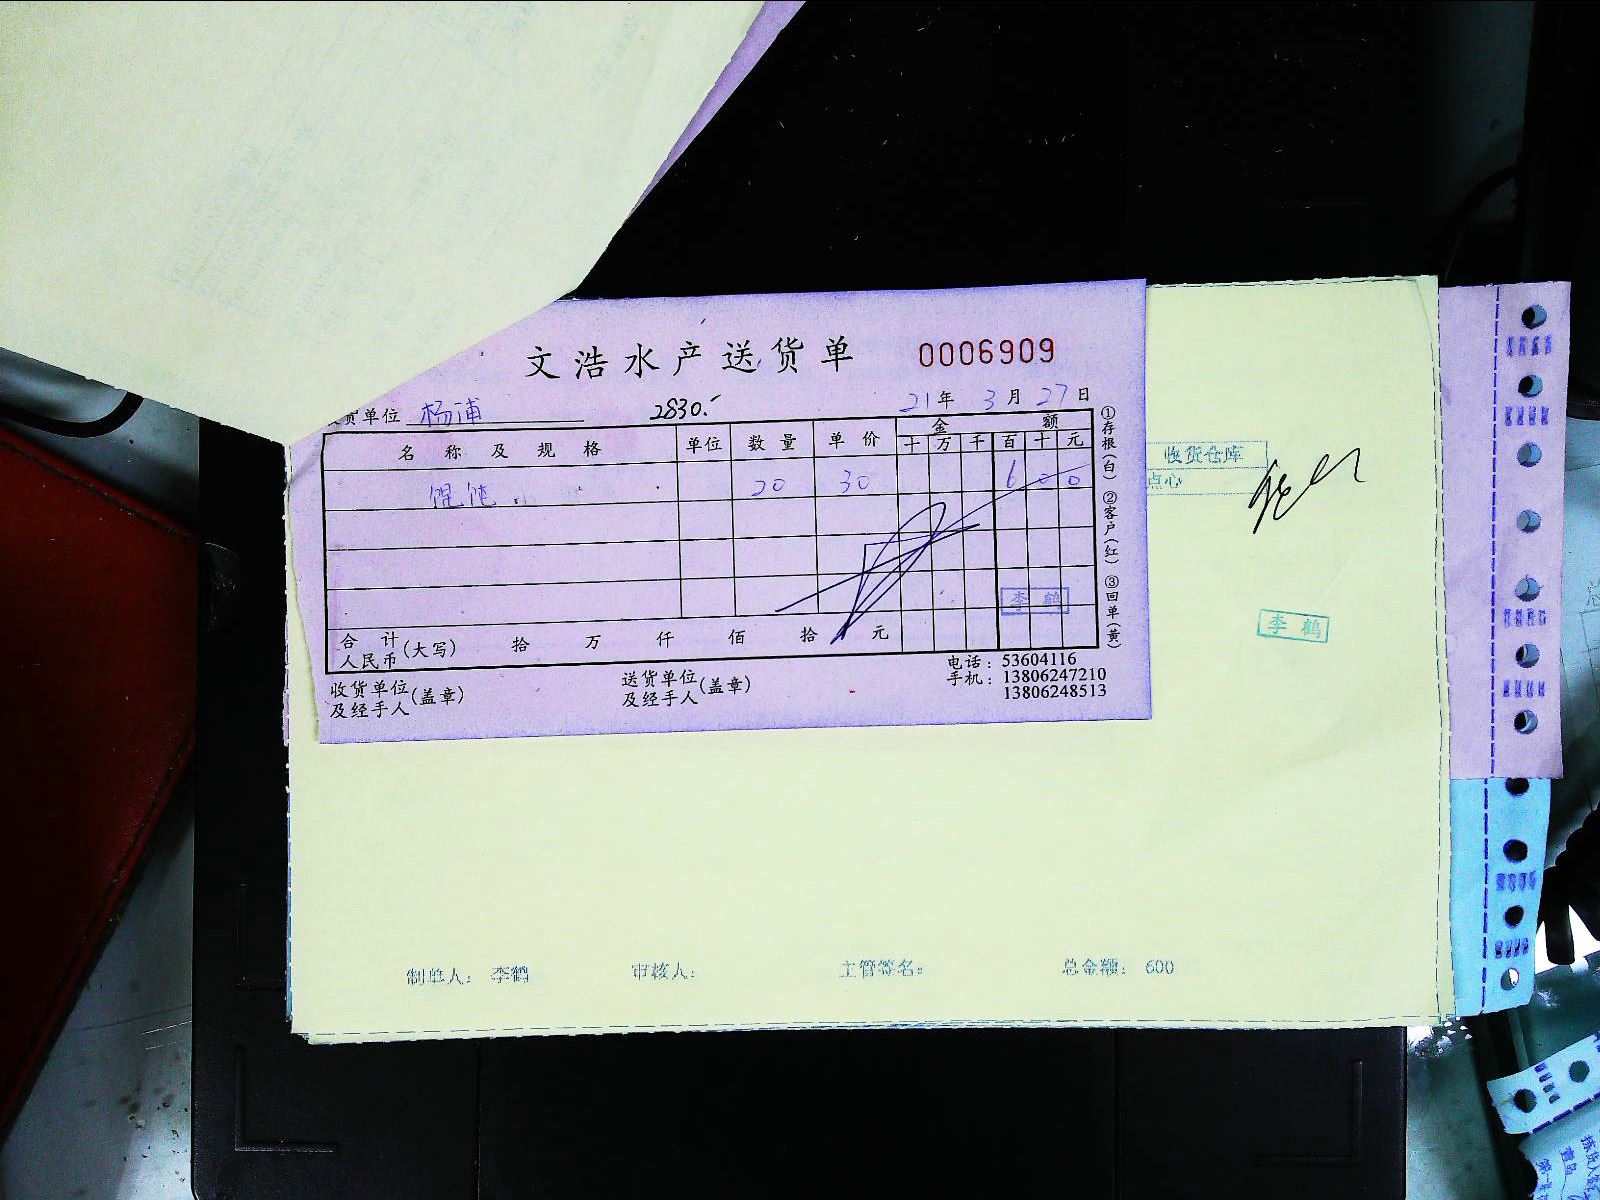 文浩水产送货单 0006909
货单位 杨浦 2830.- 21年3月27日
名称及规格 单位 数量 单价 金额
十万千百十元
馄饨 20 30 600
李鹤
合计人民币(大写) 拾 万 仟 佰 拾 元
收货单位及经手人(盖章) 送货单位及经手人(盖章)
电话:53604116
手机:13806247210
13806248513
①存根(白)②客户(红)③回单(黄)
收货仓库
点心
李鹤
制单人: 李鹤 审核人: 主管签名: 总金额: 600